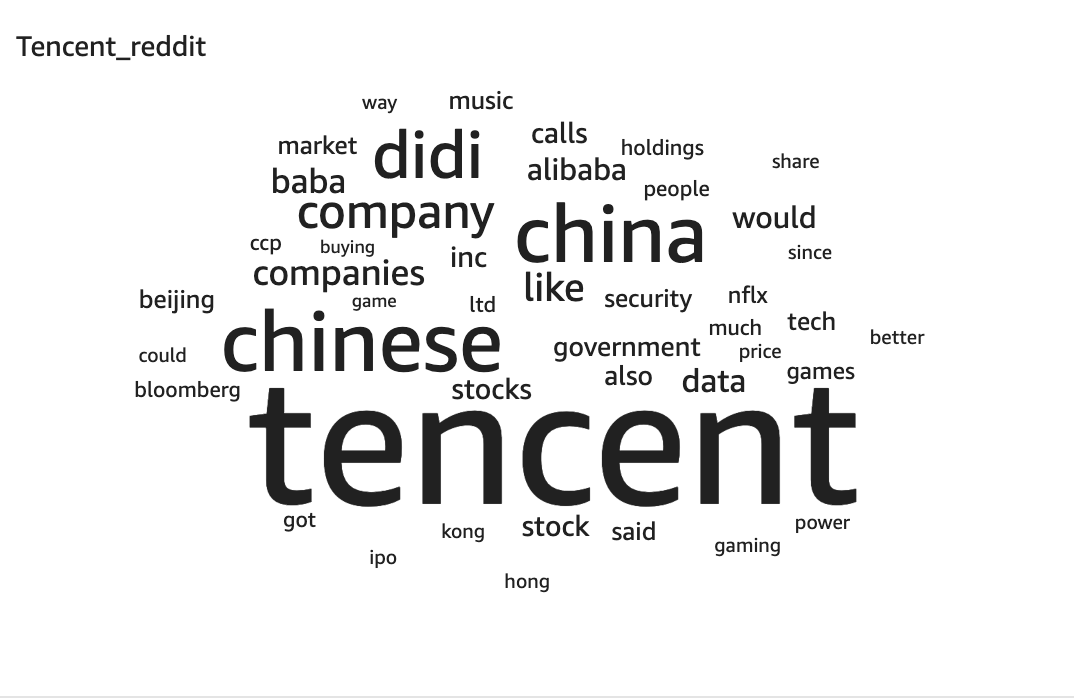 Tencent_reddit
way music
market didi calls holdings share
baba alibaba people
company china would
ccp buying inc since
companies like security nflx
beijing game ltd
chinese government much tech better
could price
bloomberg stocks also data games
tencent
got kong stock said power
ipo gaming
hong